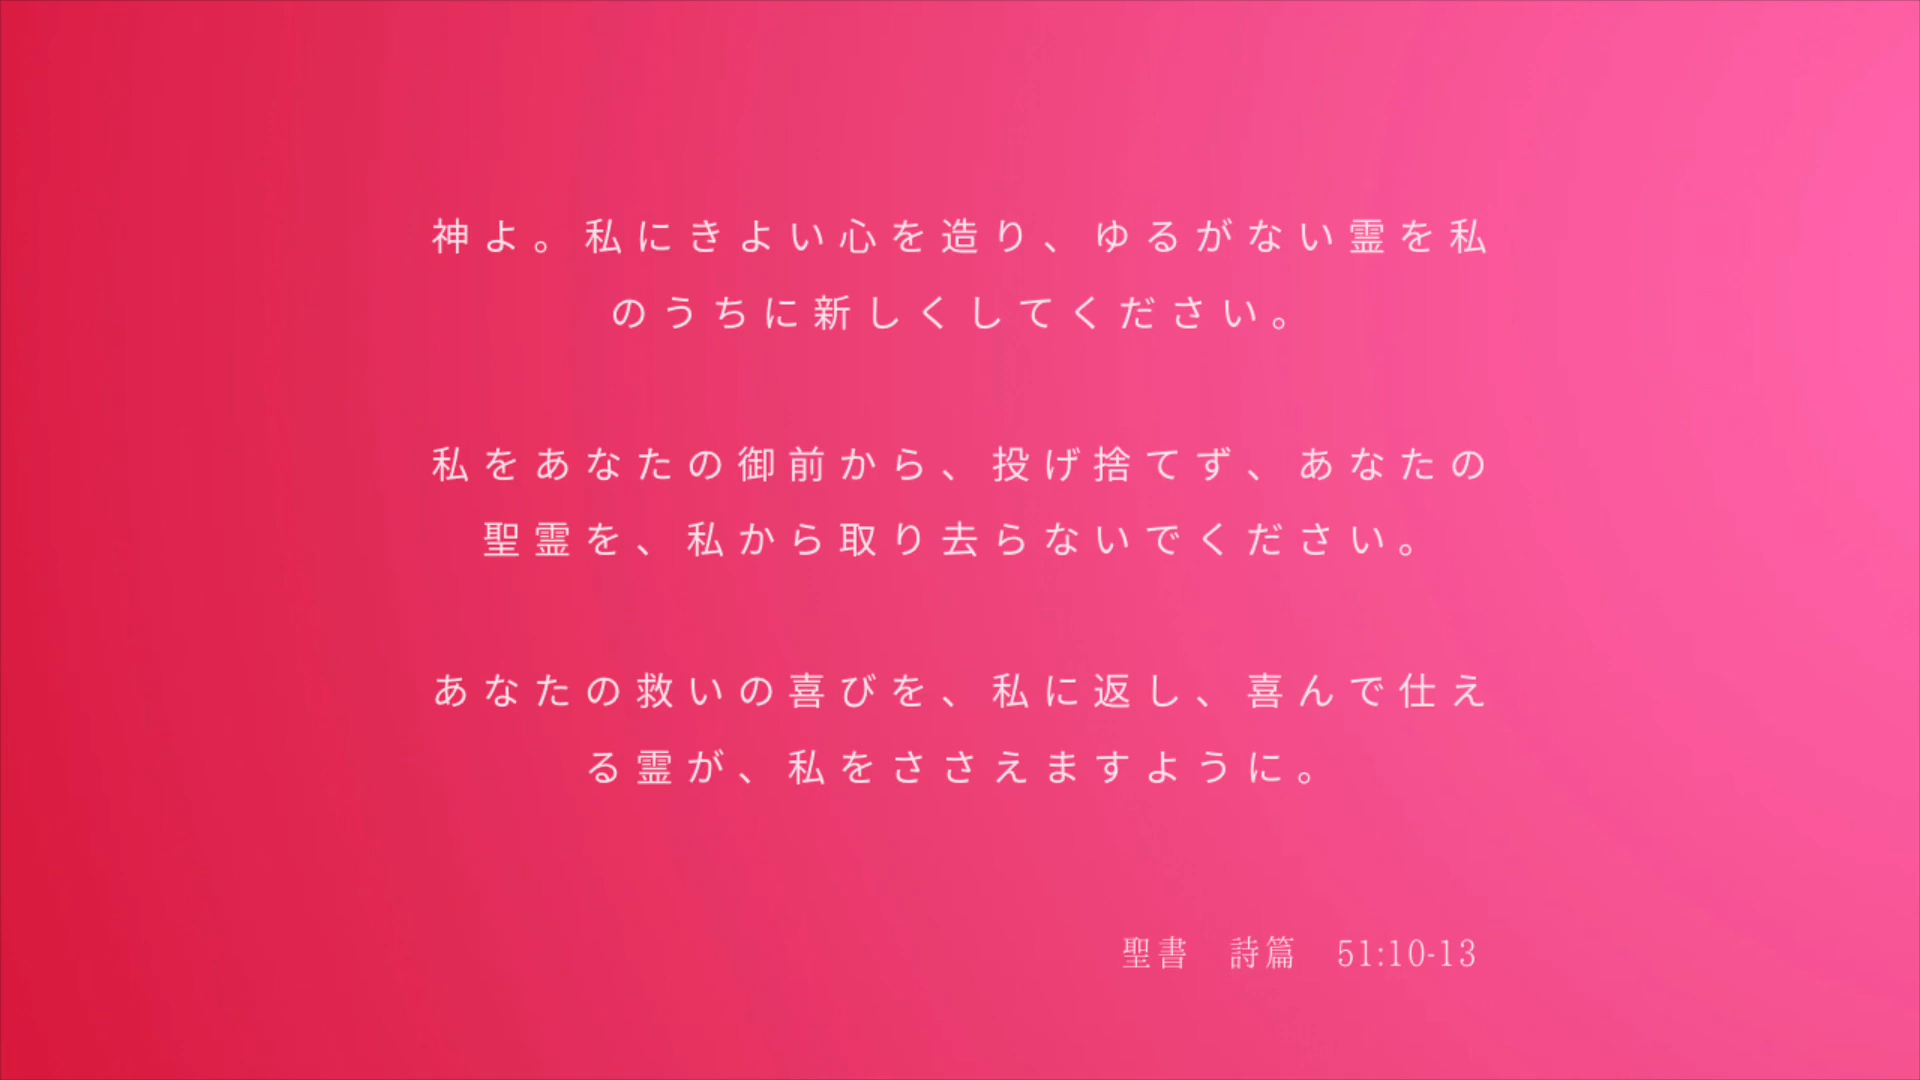 神よ。私にきよい心を造り、ゆるがない霊を私
のうちに新しくしてください。
私をあなたの御前から、投げ捨てず、あなたの
聖霊を、私から取り去らないでください。
あなたの救いの喜びを、私に返し、喜んで仕え
る霊が、私をささえますように。
聖書　詩篇　51:10-13